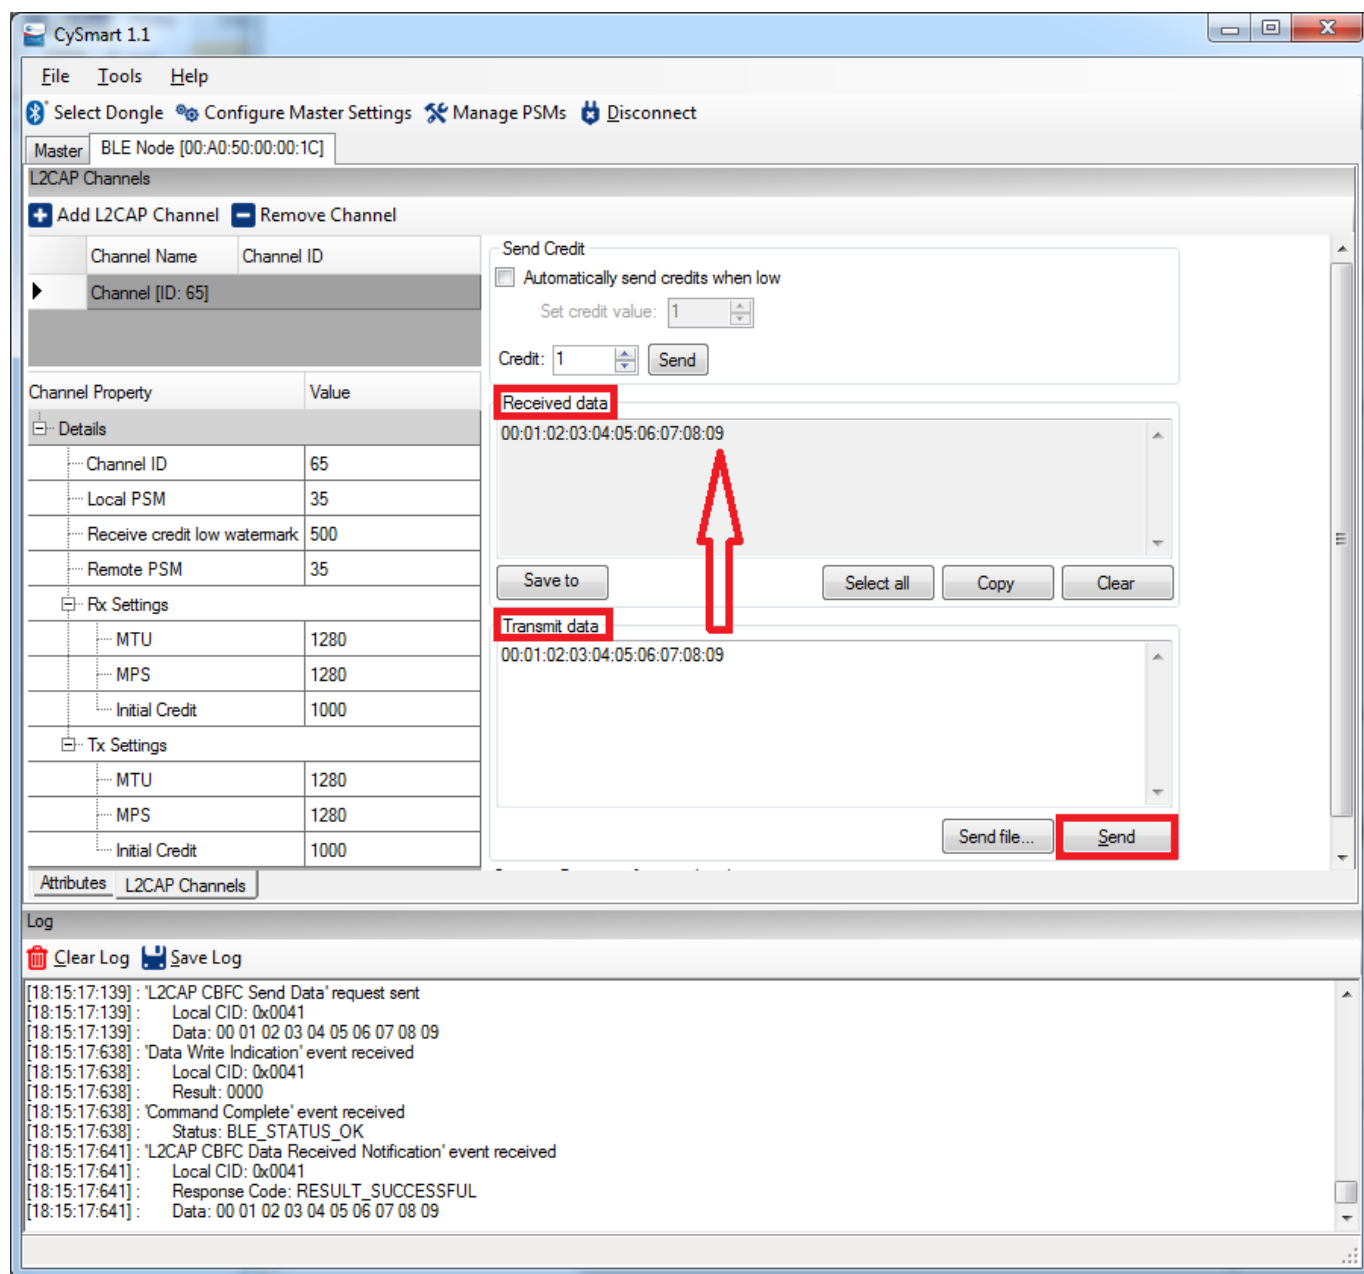 CySmart 1.1
File Tools Help
Select Dongle Configure Master Settings Manage PSMs Disconnect
Master BLE Node [00:A0:50:00:00:1C]
L2CAP Channels
Add L2CAP Channel Remove Channel
Channel Name Channel ID
Channel [ID: 65]
Send Credit
Automatically send credits when low
Set credit value: 1
Credit: 1 Send
Channel Property Value
Details
Channel ID 65
Local PSM 35
Receive credit low watermark 500
Remote PSM 35
Rx Settings
MTU 1280
MPS 1280
Initial Credit 1000
Tx Settings
MTU 1280
MPS 1280
Initial Credit 1000
Received data
00:01:02:03:04:05:06:07:08:09
Save to Select all Copy Clear
Transmit data
00:01:02:03:04:05:06:07:08:09
Send file... Send
Attributes L2CAP Channels
Log
Clear Log Save Log
[18:15:17:139] : 'L2CAP CBFC Send Data' request sent
[18:15:17:139] : Local CID: 0x0041
[18:15:17:139] : Data: 00 01 02 03 04 05 06 07 08 09
[18:15:17:638] : 'Data Write Indication' event received
[18:15:17:638] : Local CID: 0x0041
[18:15:17:638] : Result: 0000
[18:15:17:638] : 'Command Complete' event received
[18:15:17:638] : Status: BLE_STATUS_OK
[18:15:17:641] : 'L2CAP CBFC Data Received Notification' event received
[18:15:17:641] : Local CID: 0x0041
[18:15:17:641] : Response Code: RESULT_SUCCESSFUL
[18:15:17:641] : Data: 00 01 02 03 04 05 06 07 08 09